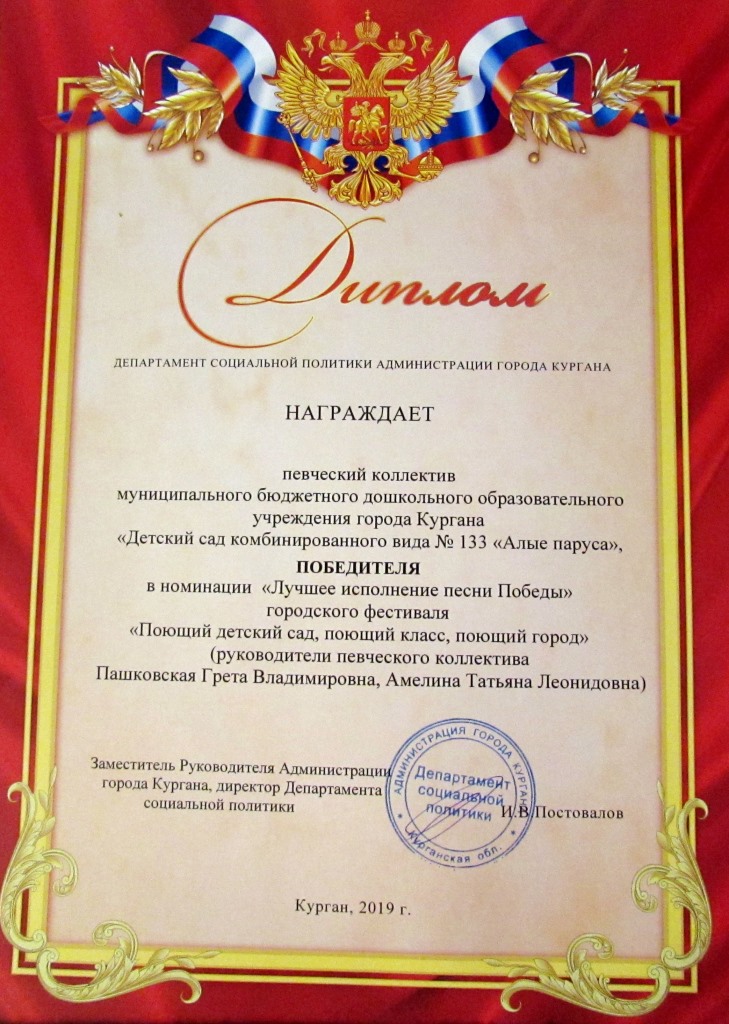 Диплом
ДЕПАРТАМЕНТ СОЦИАЛЬНОЙ ПОЛИТИКИ АДМИНИСТРАЦИИ ГОРОДА КУРГАНА
НАГРАЖДАЕТ
певческий коллектив
муниципального бюджетного дошкольного образовательного
учреждения города Кургана
«Детский сад комбинированного вида № 133 «Алые паруса»,
ПОБЕДИТЕЛЯ
в номинации «Лучшее исполнение песни Победы»
городского фестиваля
«Поющий детский сад, поющий класс, поющий город»
(руководители певческого коллектива
Пашковская Грета Владимировна, Амелина Татьяна Леонидовна)
Заместитель Руководителя Администрации
города Кургана, директор Департамента
социальной политики
АДМИНИСТРАЦИЯ ГОРОДА КУРГАНА
Департамент
социальной
политики
* Курганская обл. *
И.В.Постовалов
Курган, 2019 г.